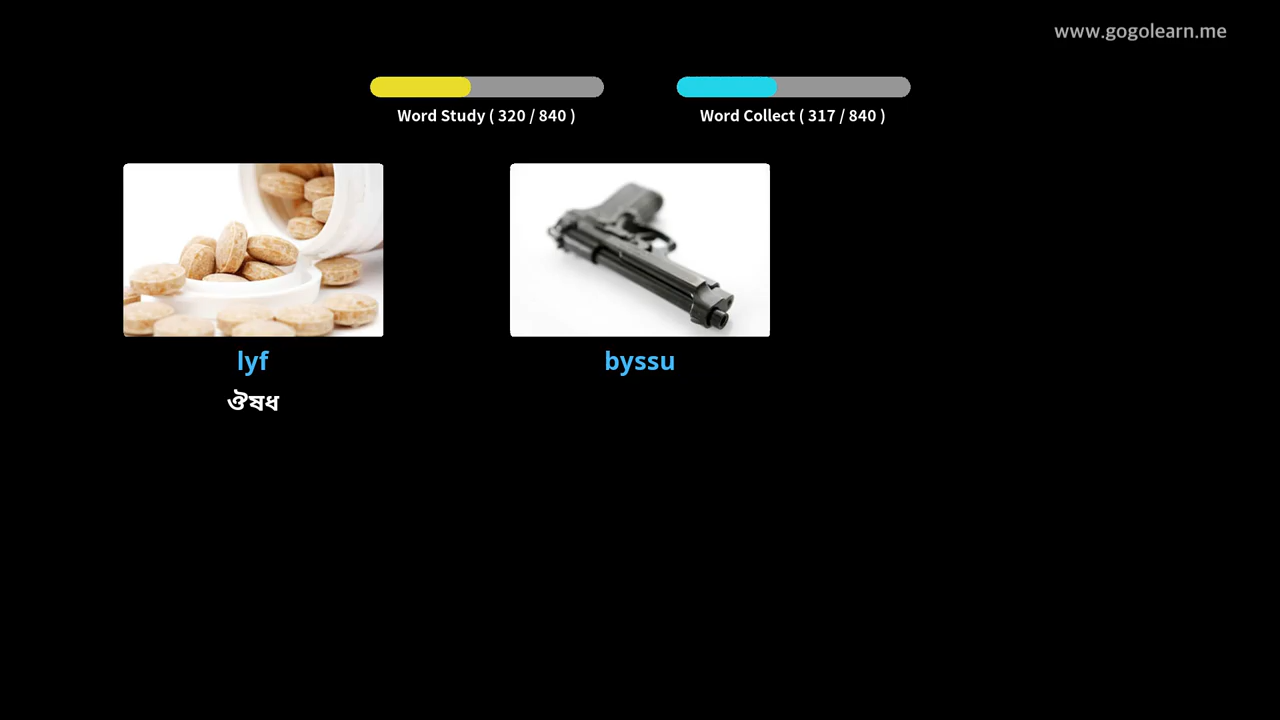 www.gogolearn.me
Word Study ( 320 / 840 )
Word Collect ( 317 / 840 )
lyf
byssu
ঔষধ